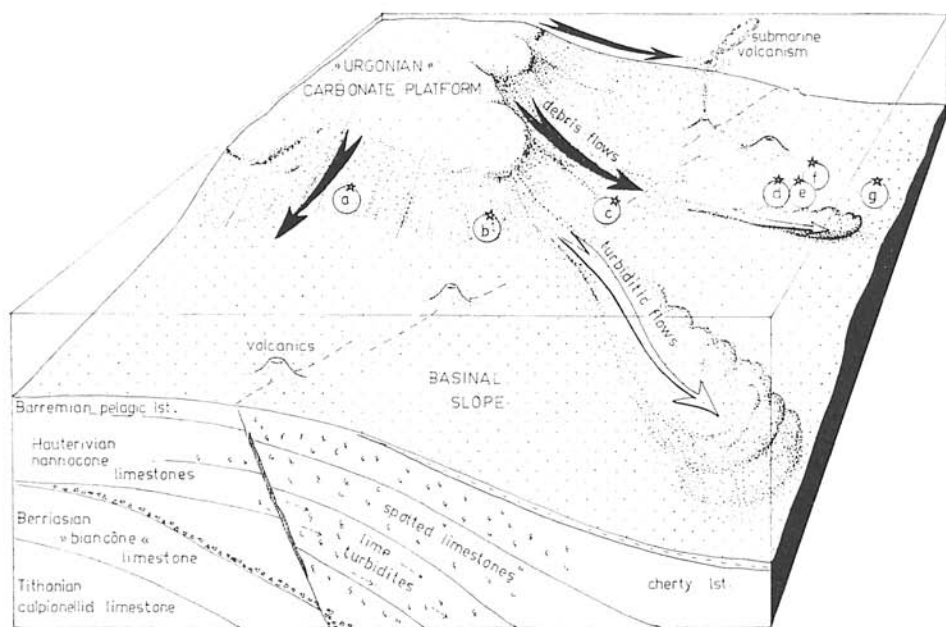 submarine
volcanism
"URGONIAN"
CARBONATE PLATFORM
debris flows
a
b
c
d
e
f
g
turbiditic flows
volcanics
BASINAL
SLOPE
Barremian pelagic lst.
Hauterivian
nannocone
limestones
Berriasian
»biancône«
limestone
Tithonian
calpionellid limestone
spotted limestones
lime
turbidites
cherty lst.